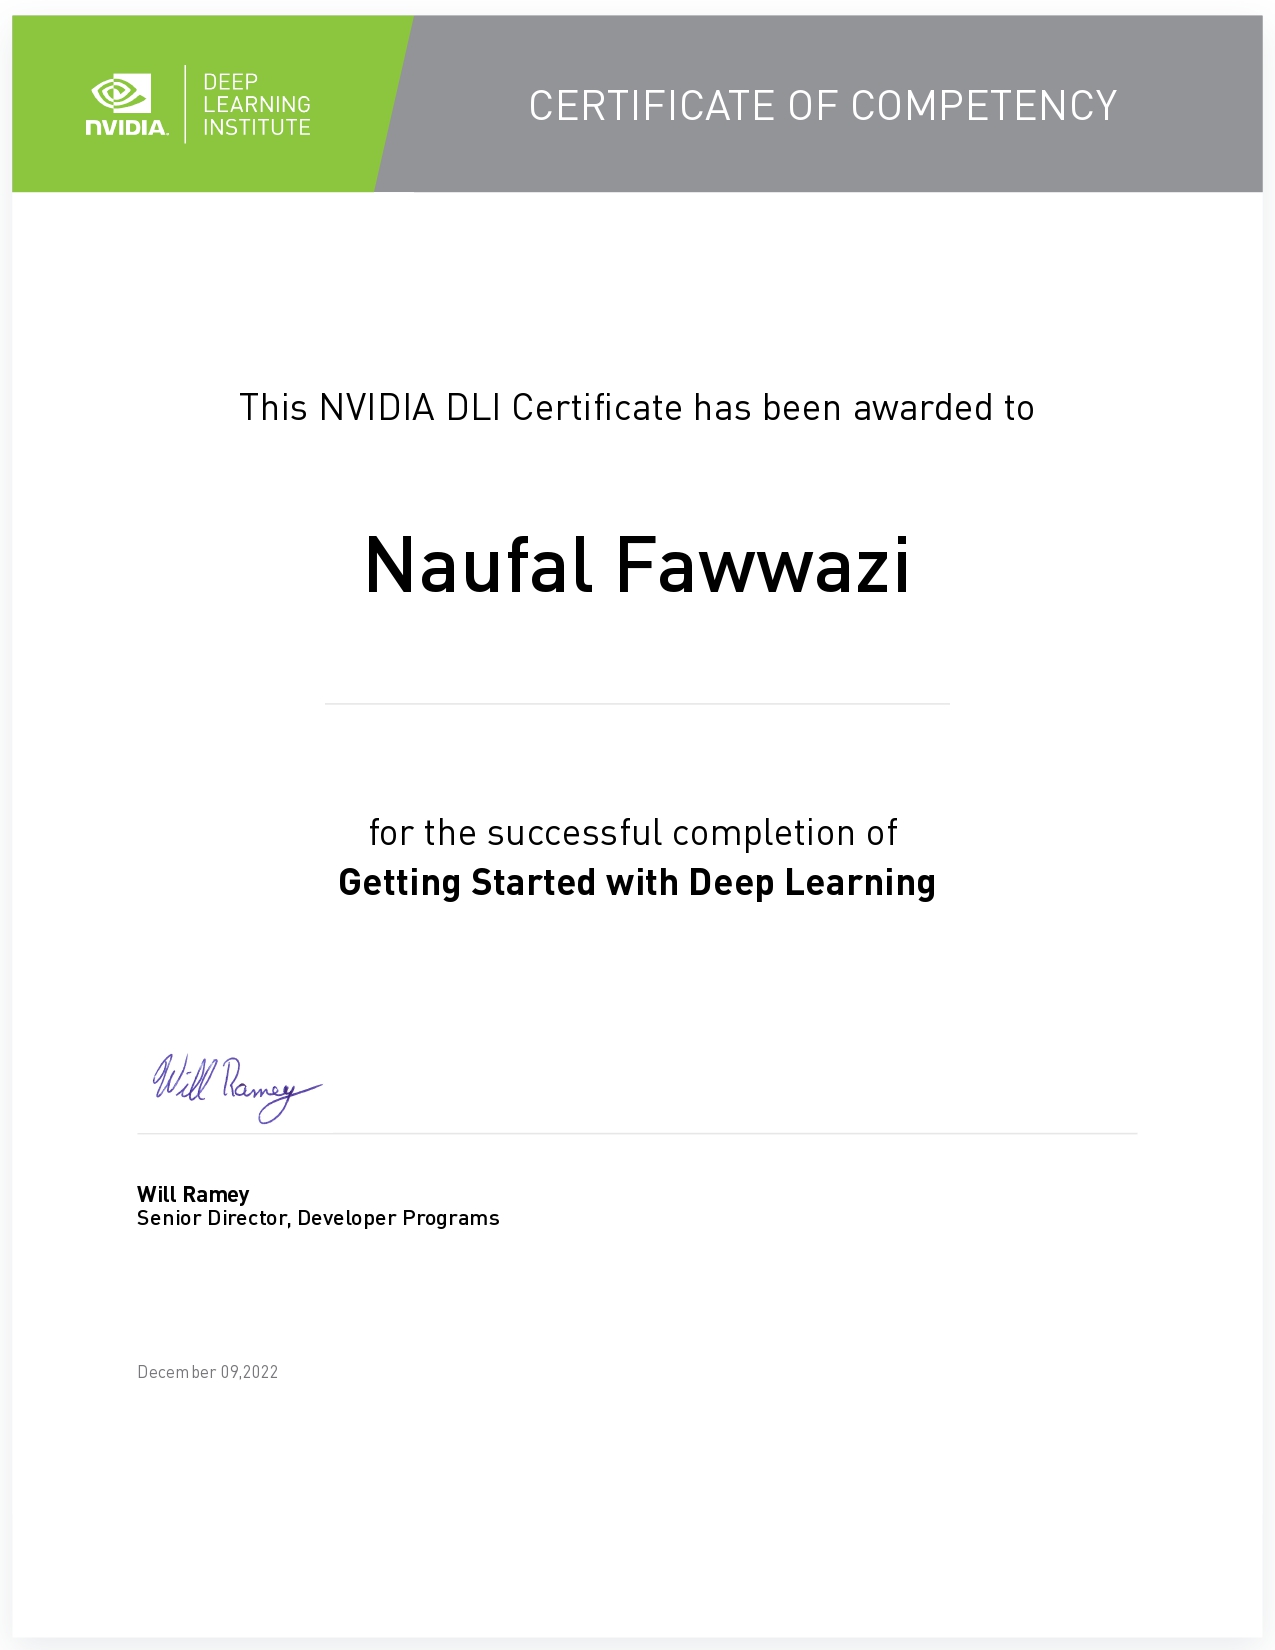 NVIDIA.
DEEP
LEARNING
INSTITUTE
CERTIFICATE OF COMPETENCY
This NVIDIA DLI Certificate has been awarded to
Naufal Fawwazi
for the successful completion of
Getting Started with Deep Learning
Will Ramey
Will Ramey
Senior Director, Developer Programs
December 09,2022